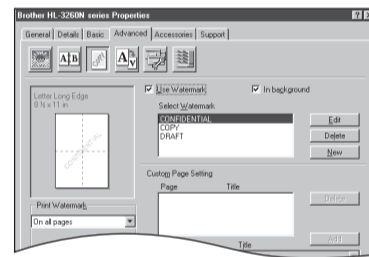 Brother HL-3260N series Properties
General Details Basic Advanced Accessories Support
A B
A
Letter Long Edge
8 ½ x 11 in
CONFIDENTIAL
Use Watermark
In background
Select Watermark
CONFIDENTIAL
COPY
DRAFT
Edit
Delete
New
Print Watermark
On all pages
Custom Page Setting
Page Title
Delete
Add
Title